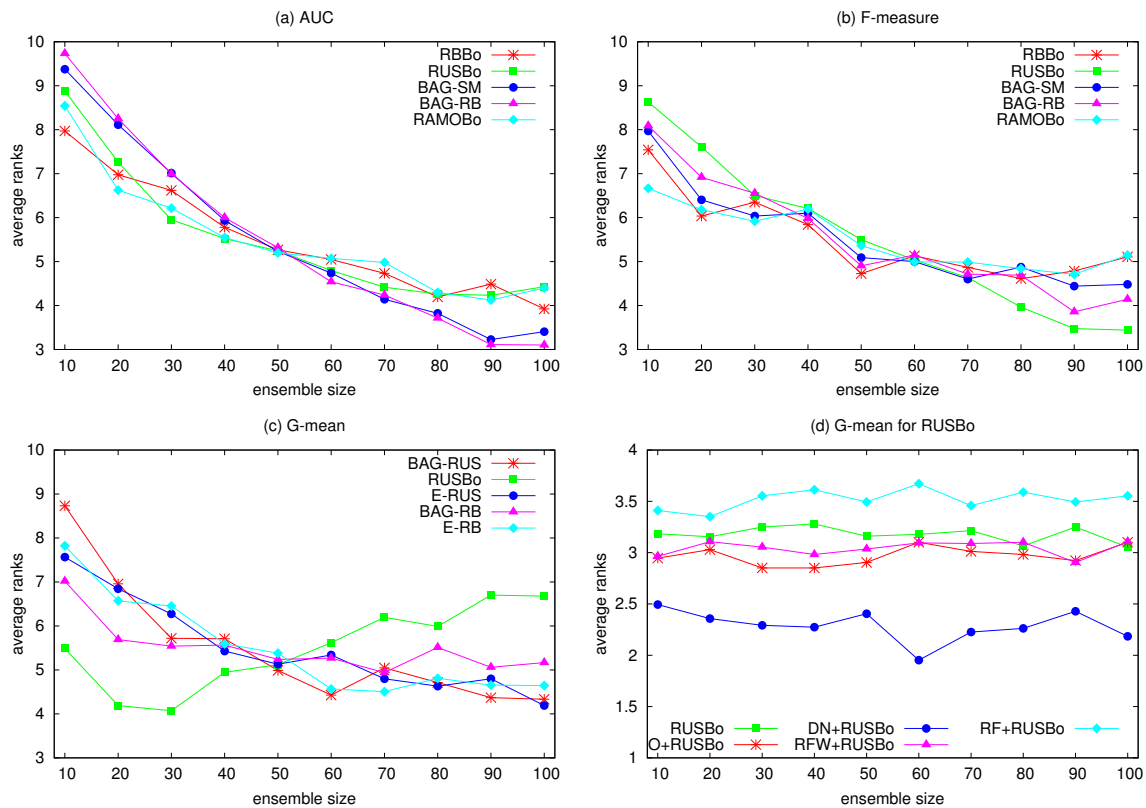 (a) AUC
10
9
8
7
6
5
4
3
average ranks
RBBo
RUSBo
BAG-SM
BAG-RB
RAMOBo
10 20 30 40 50 60 70 80 90 100
ensemble size
(b) F-measure
10
9
8
7
6
5
4
3
average ranks
RBBo
RUSBo
BAG-SM
BAG-RB
RAMOBo
10 20 30 40 50 60 70 80 90 100
ensemble size
(c) G-mean
10
9
8
7
6
5
4
3
average ranks
BAG-RUS
RUSBo
E-RUS
BAG-RB
E-RB
10 20 30 40 50 60 70 80 90 100
ensemble size
(d) G-mean for RUSBo
4
3.5
3
2.5
2
1.5
1
average ranks
RUSBo DN+RUSBo RF+RUSBo
O+RUSBo RFW+RUSBo
10 20 30 40 50 60 70 80 90 100
ensemble size